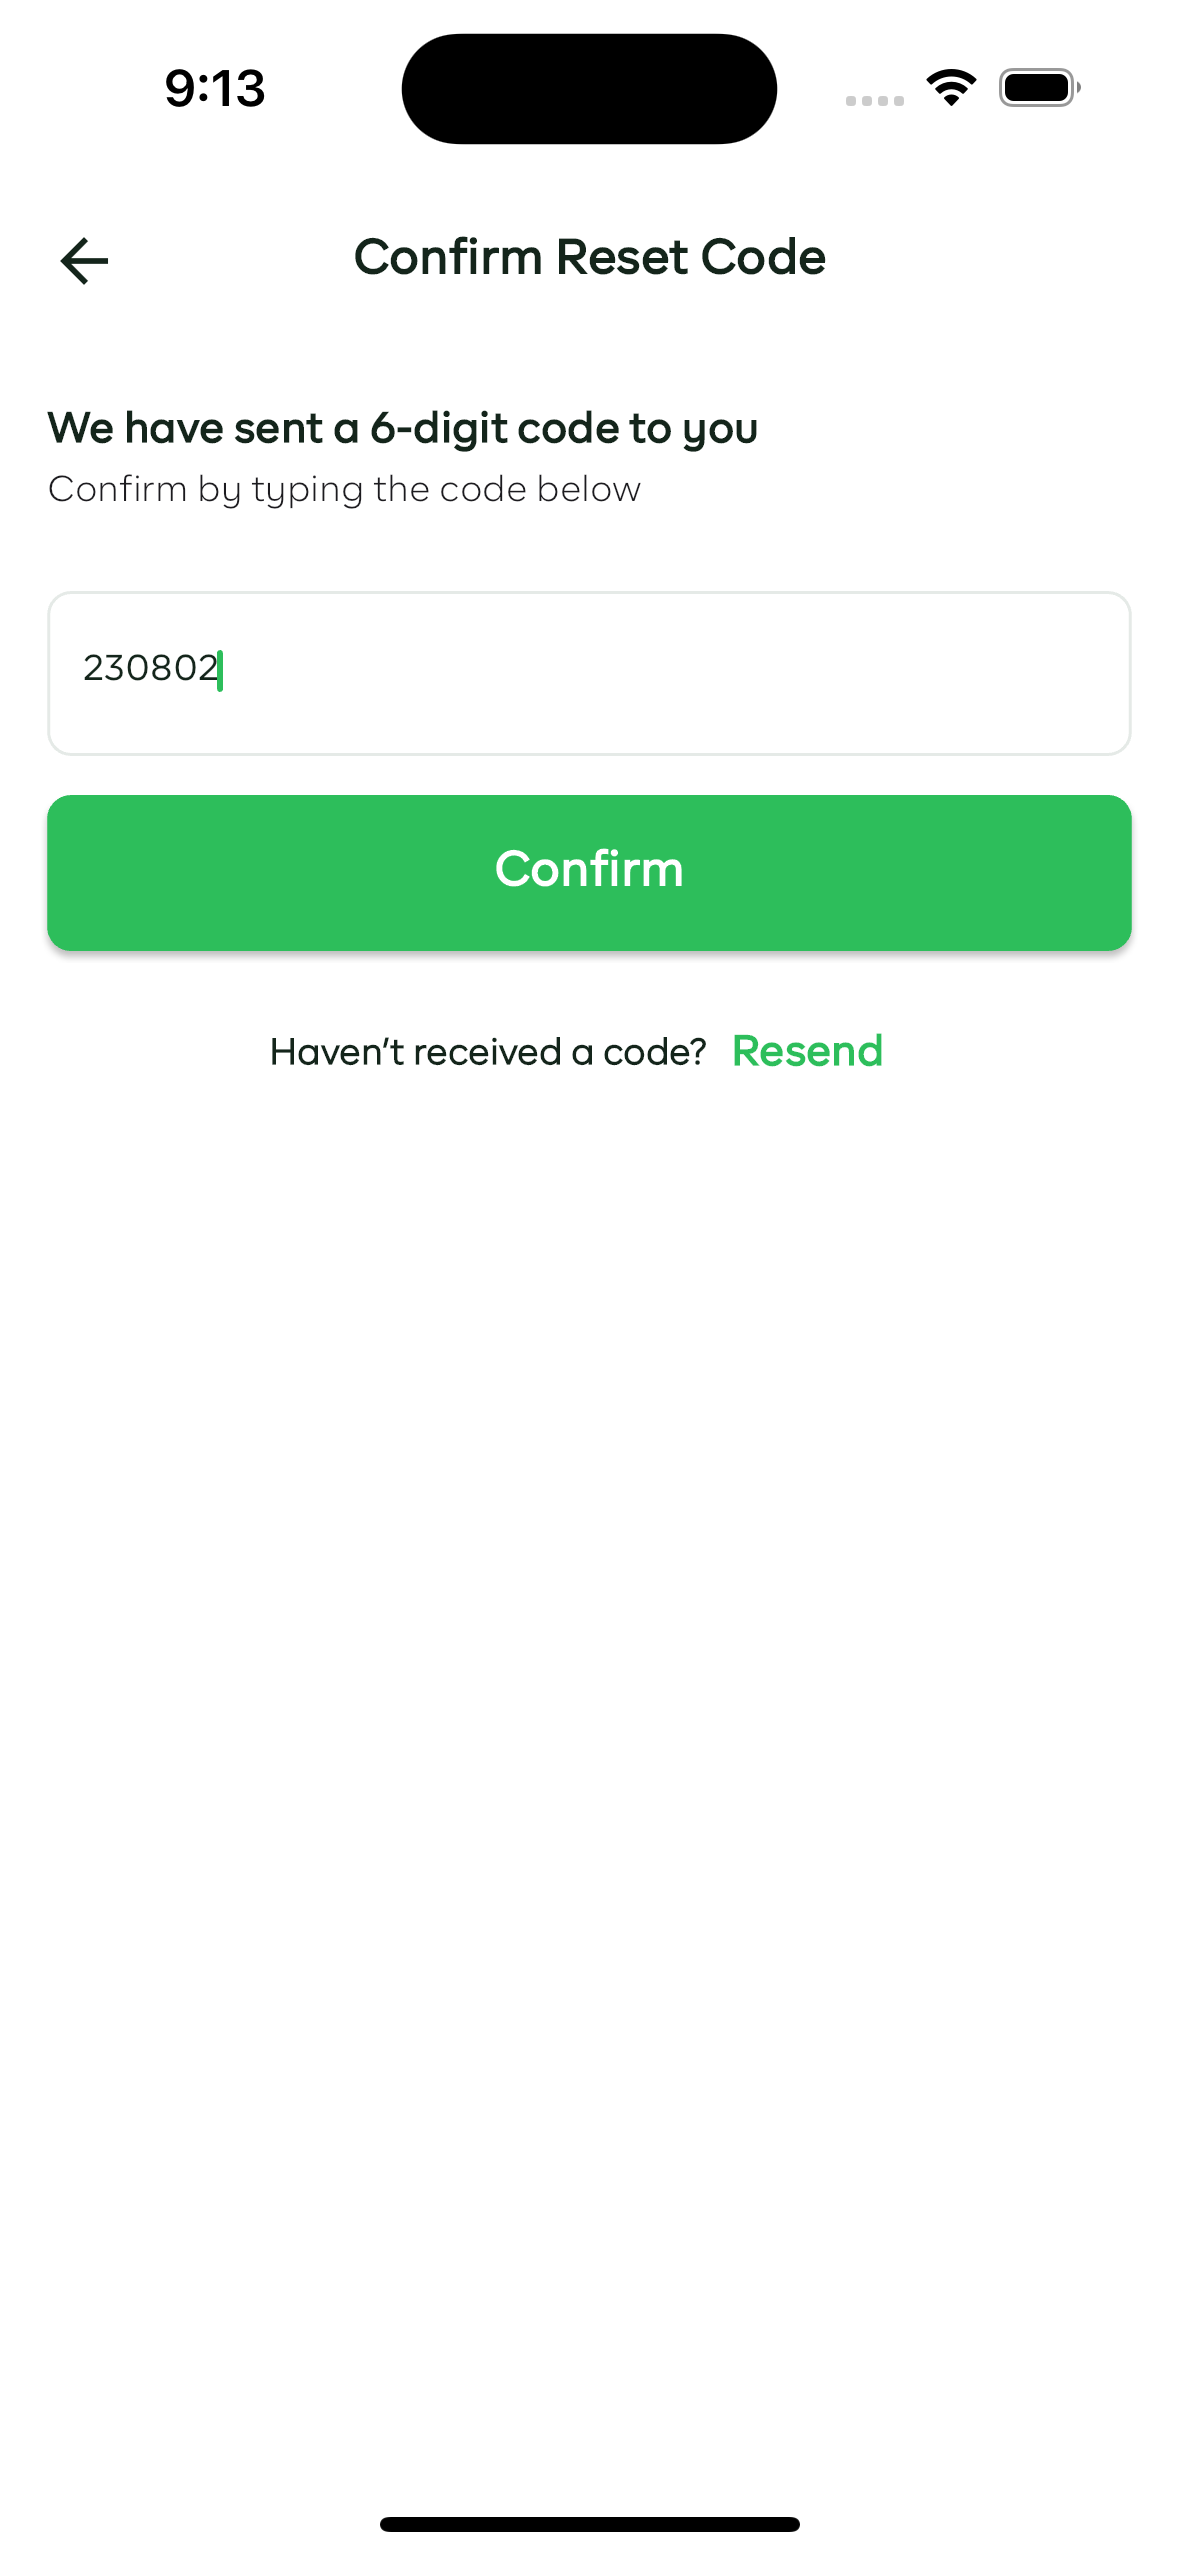 9:13
Confirm Reset Code
We have sent a 6-digit code to you
Confirm by typing the code below
230802
Confirm
Haven't received a code? Resend